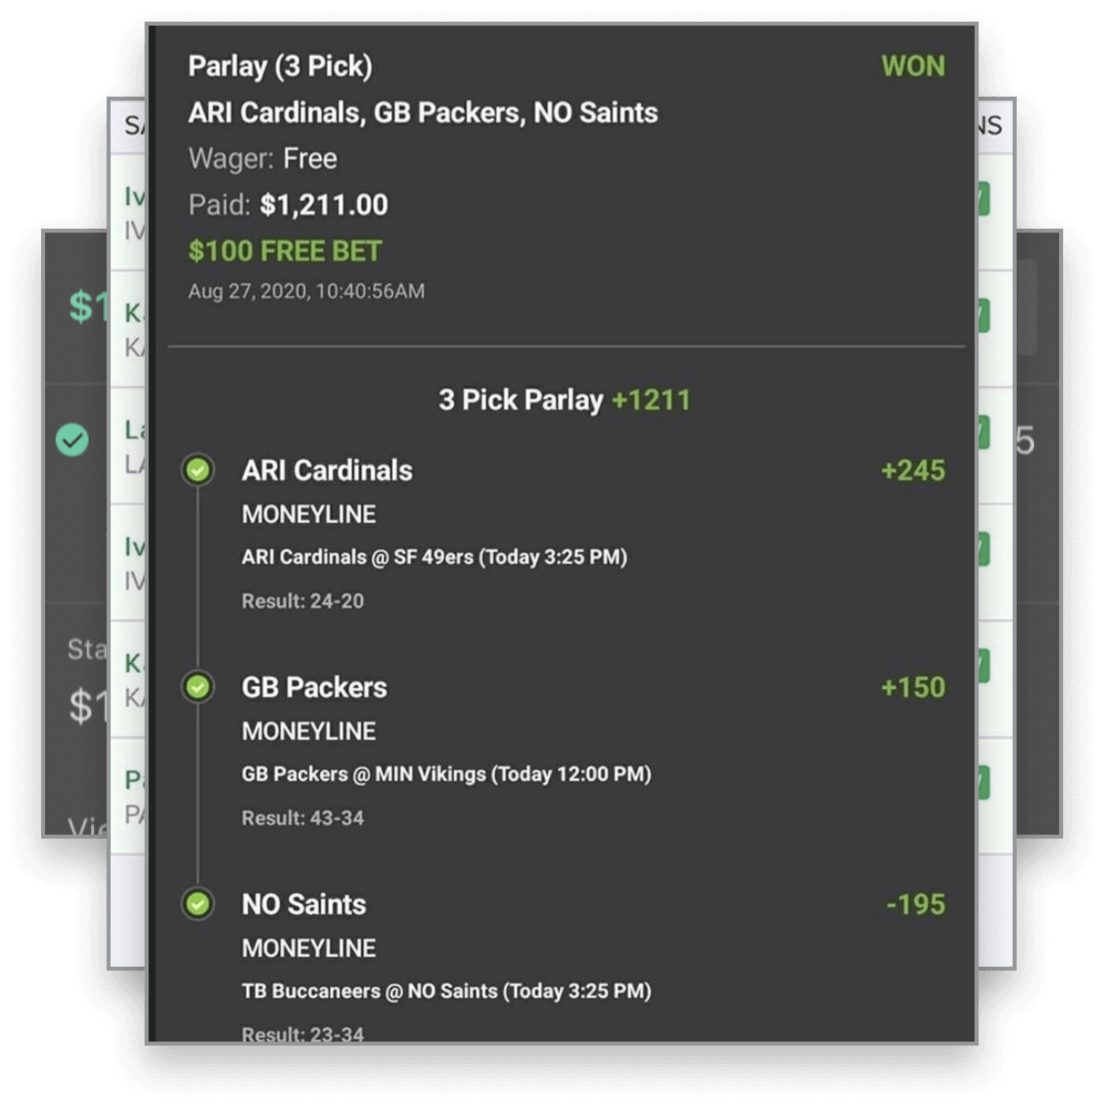 Parlay (3 Pick) WON
ARI Cardinals, GB Packers, NO Saints
Wager: Free
Paid: $1,211.00
$100 FREE BET
Aug 27, 2020, 10:40:56AM
3 Pick Parlay +1211
ARI Cardinals +245
MONEYLINE
ARI Cardinals @ SF 49ers (Today 3:25 PM)
Result: 24-20
GB Packers +150
MONEYLINE
GB Packers @ MIN Vikings (Today 12:00 PM)
Result: 43-34
NO Saints -195
MONEYLINE
TB Buccaneers @ NO Saints (Today 3:25 PM)
Result: 23-34